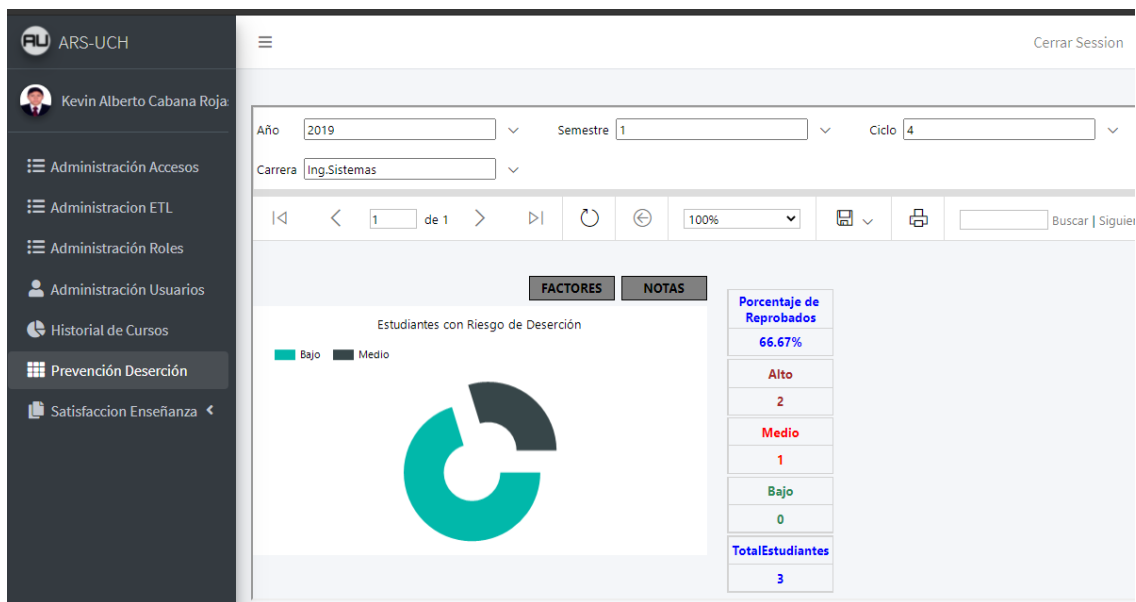 AU ARS-UCH
Cerrar Session
Kevin Alberto Cabana Roja
Año 2019 Semestre 1 Ciclo 4
Carrera Ing.Sistemas
Administración Accesos
Administracion ETL
Administración Roles
Administración Usuarios
Historial de Cursos
Prevención Deserción
Satisfaccion Enseñanza
1 de 1 100% Buscar | Siguien
FACTORES NOTAS
Estudiantes con Riesgo de Deserción
Bajo Medio
Porcentaje de
Reprobados
66.67%
Alto
2
Medio
1
Bajo
0
TotalEstudiantes
3